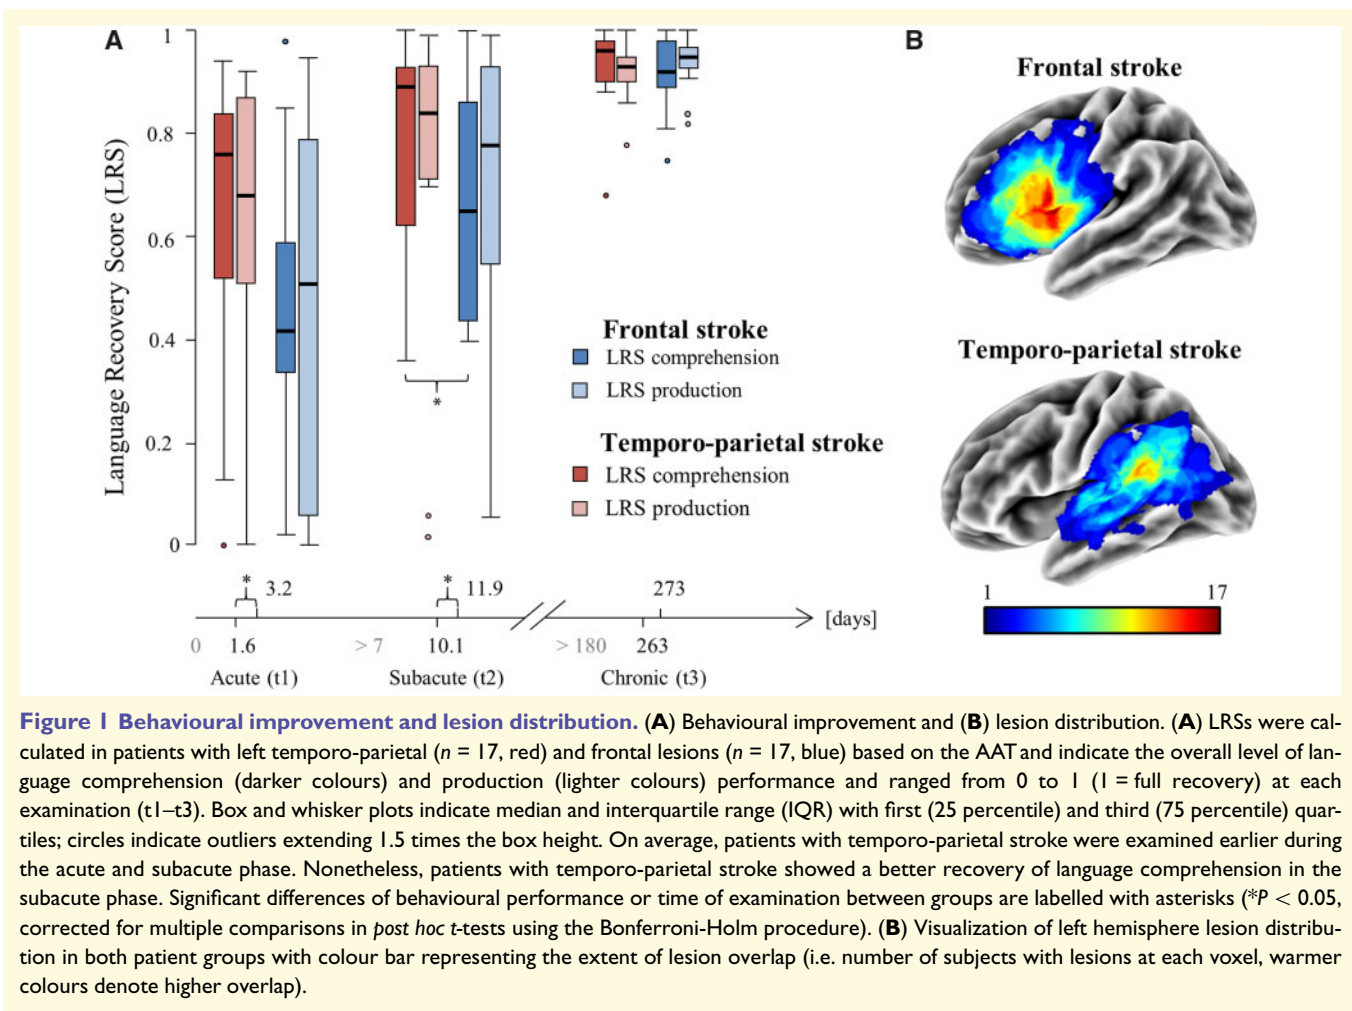 A
B
1
0.8
0.6
0.4
0.2
0
Language Recovery Score (LRS)
*
Frontal stroke
LRS comprehension
LRS production
Temporo-parietal stroke
LRS comprehension
LRS production
* 3.2
* 11.9
273
[days]
0 1.6
> 7 10.1
> 180 263
Acute (t1)
Subacute (t2)
Chronic (t3)
Frontal stroke
Temporo-parietal stroke
1 17
Figure 1 Behavioural improvement and lesion distribution. (A) Behavioural improvement and (B) lesion distribution. (A) LRSs were cal-
culated in patients with left temporo-parietal (n = 17, red) and frontal lesions (n = 17, blue) based on the AAT and indicate the overall level of lan-
guage comprehension (darker colours) and production (lighter colours) performance and ranged from 0 to 1 (1 = full recovery) at each
examination (t1–t3). Box and whisker plots indicate median and interquartile range (IQR) with first (25 percentile) and third (75 percentile) quar-
tiles; circles indicate outliers extending 1.5 times the box height. On average, patients with temporo-parietal stroke were examined earlier during
the acute and subacute phase. Nonetheless, patients with temporo-parietal stroke showed a better recovery of language comprehension in the
subacute phase. Significant differences of behavioural performance or time of examination between groups are labelled with asterisks (*P < 0.05,
corrected for multiple comparisons in post hoc t-tests using the Bonferroni-Holm procedure). (B) Visualization of left hemisphere lesion distribu-
tion in both patient groups with colour bar representing the extent of lesion overlap (i.e. number of subjects with lesions at each voxel, warmer
colours denote higher overlap).